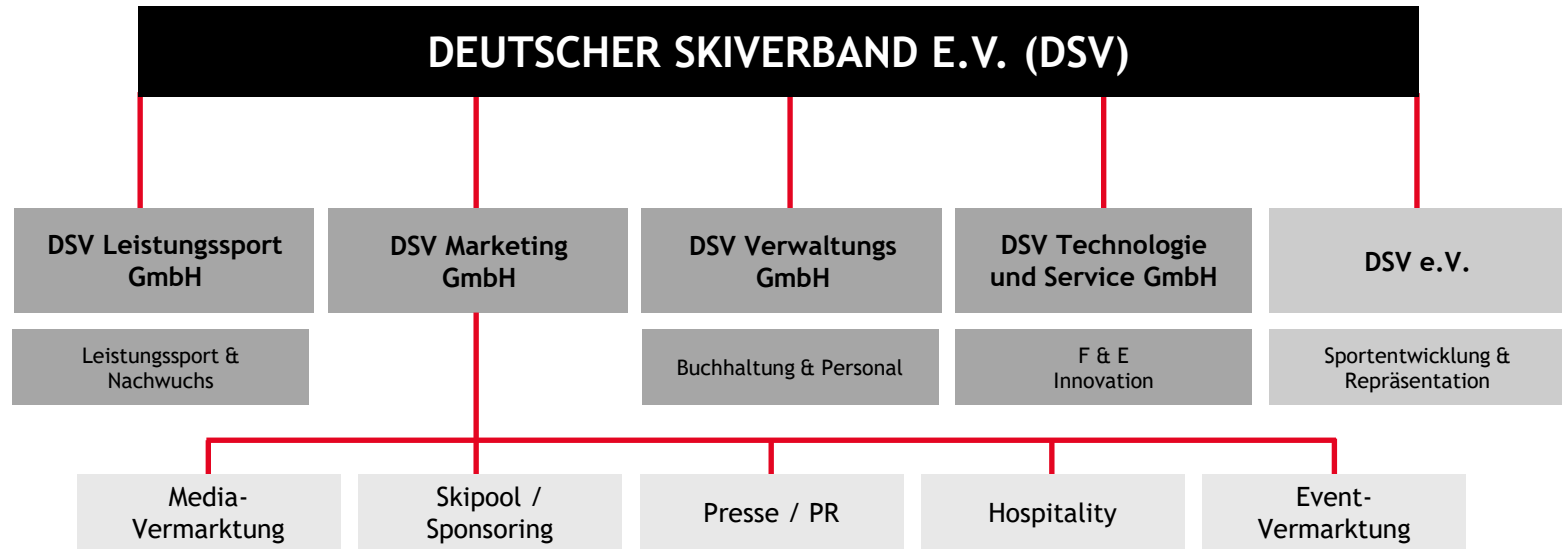 DEUTSCHER SKIVERBAND E.V. (DSV)
DSV Leistungssport
GmbH
DSV Marketing
GmbH
DSV Verwaltungs
GmbH
DSV Technologie
und Service GmbH
DSV e.V.
Leistungssport &
Nachwuchs
Buchhaltung & Personal
F & E
Innovation
Sportentwicklung &
Repräsentation
Media-
Vermarktung
Skipool /
Sponsoring
Presse / PR
Hospitality
Event-
Vermarktung